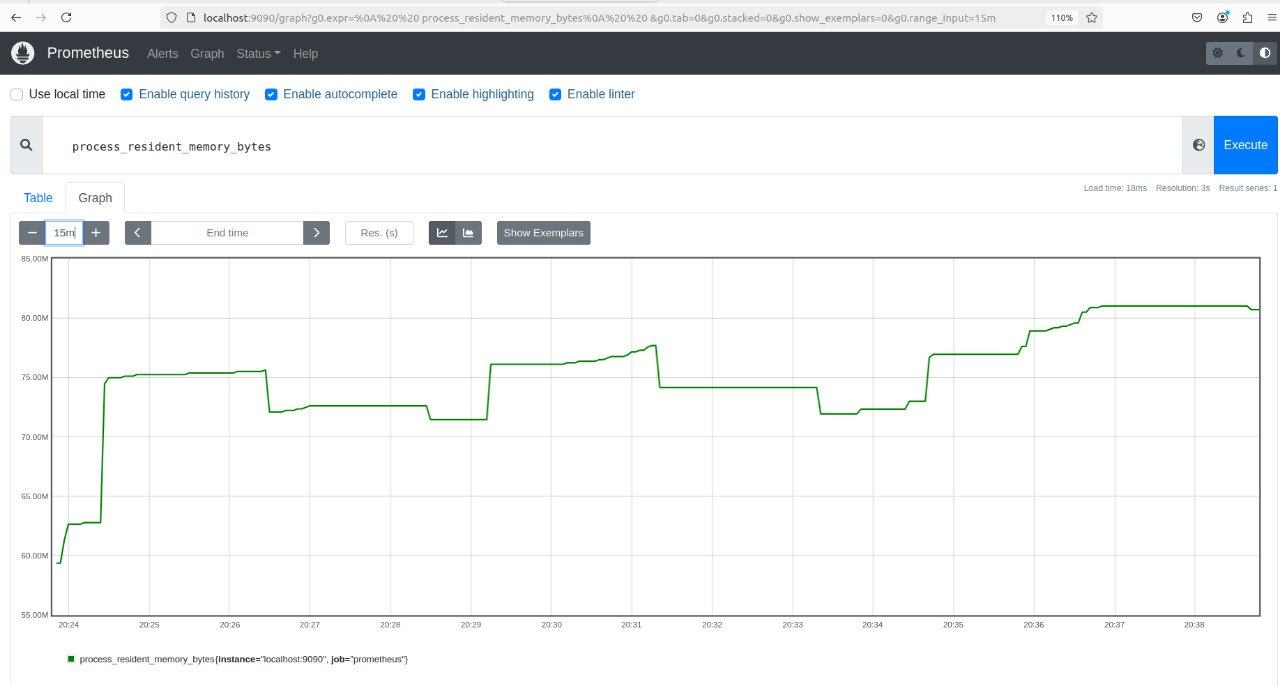 localhost:9090/graph?g0.expr=%0A%20%20 process_resident_memory_bytes%0A%20%20 &g0.tab=0&g0.stacked=0&g0.show_exemplars=0&g0.range_input=15m 110%
Prometheus Alerts Graph Status Help
Use local time Enable query history Enable autocomplete Enable highlighting Enable linter
process_resident_memory_bytes Execute
Load time: 18ms Resolution: 3s Result series: 1
Table Graph
15m End time Res. (s) Show Exemplars
85.00M
80.00M
75.00M
70.00M
65.00M
60.00M
55.00M
20:24 20:25 20:26 20:27 20:28 20:29 20:30 20:31 20:32 20:33 20:34 20:35 20:36 20:37 20:38
process_resident_memory_bytes{instance="localhost:9090", job="prometheus"}